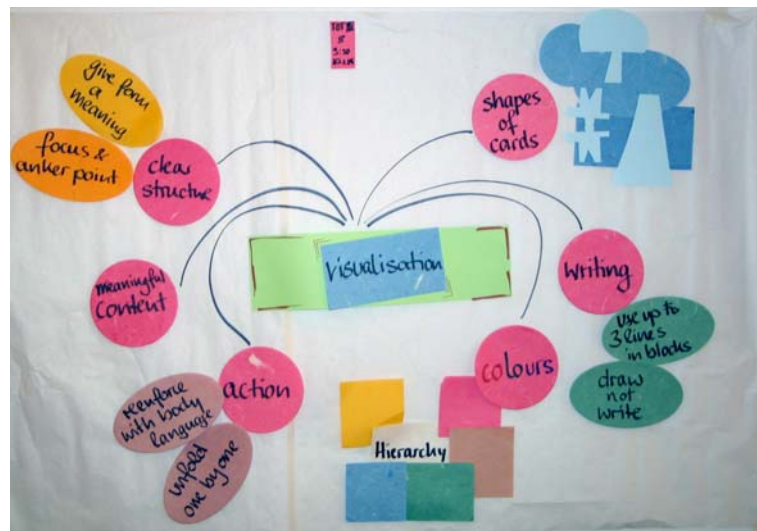 give form
a
meaning
focus &
anker point
clear
structure
shapes
of
cards
Visualisation
meaningful
content
writing
use up to
3 lines
in blocks
draw
not
write
action
reenforce
with body
language
unfold
one by one
colours
Hierarchy